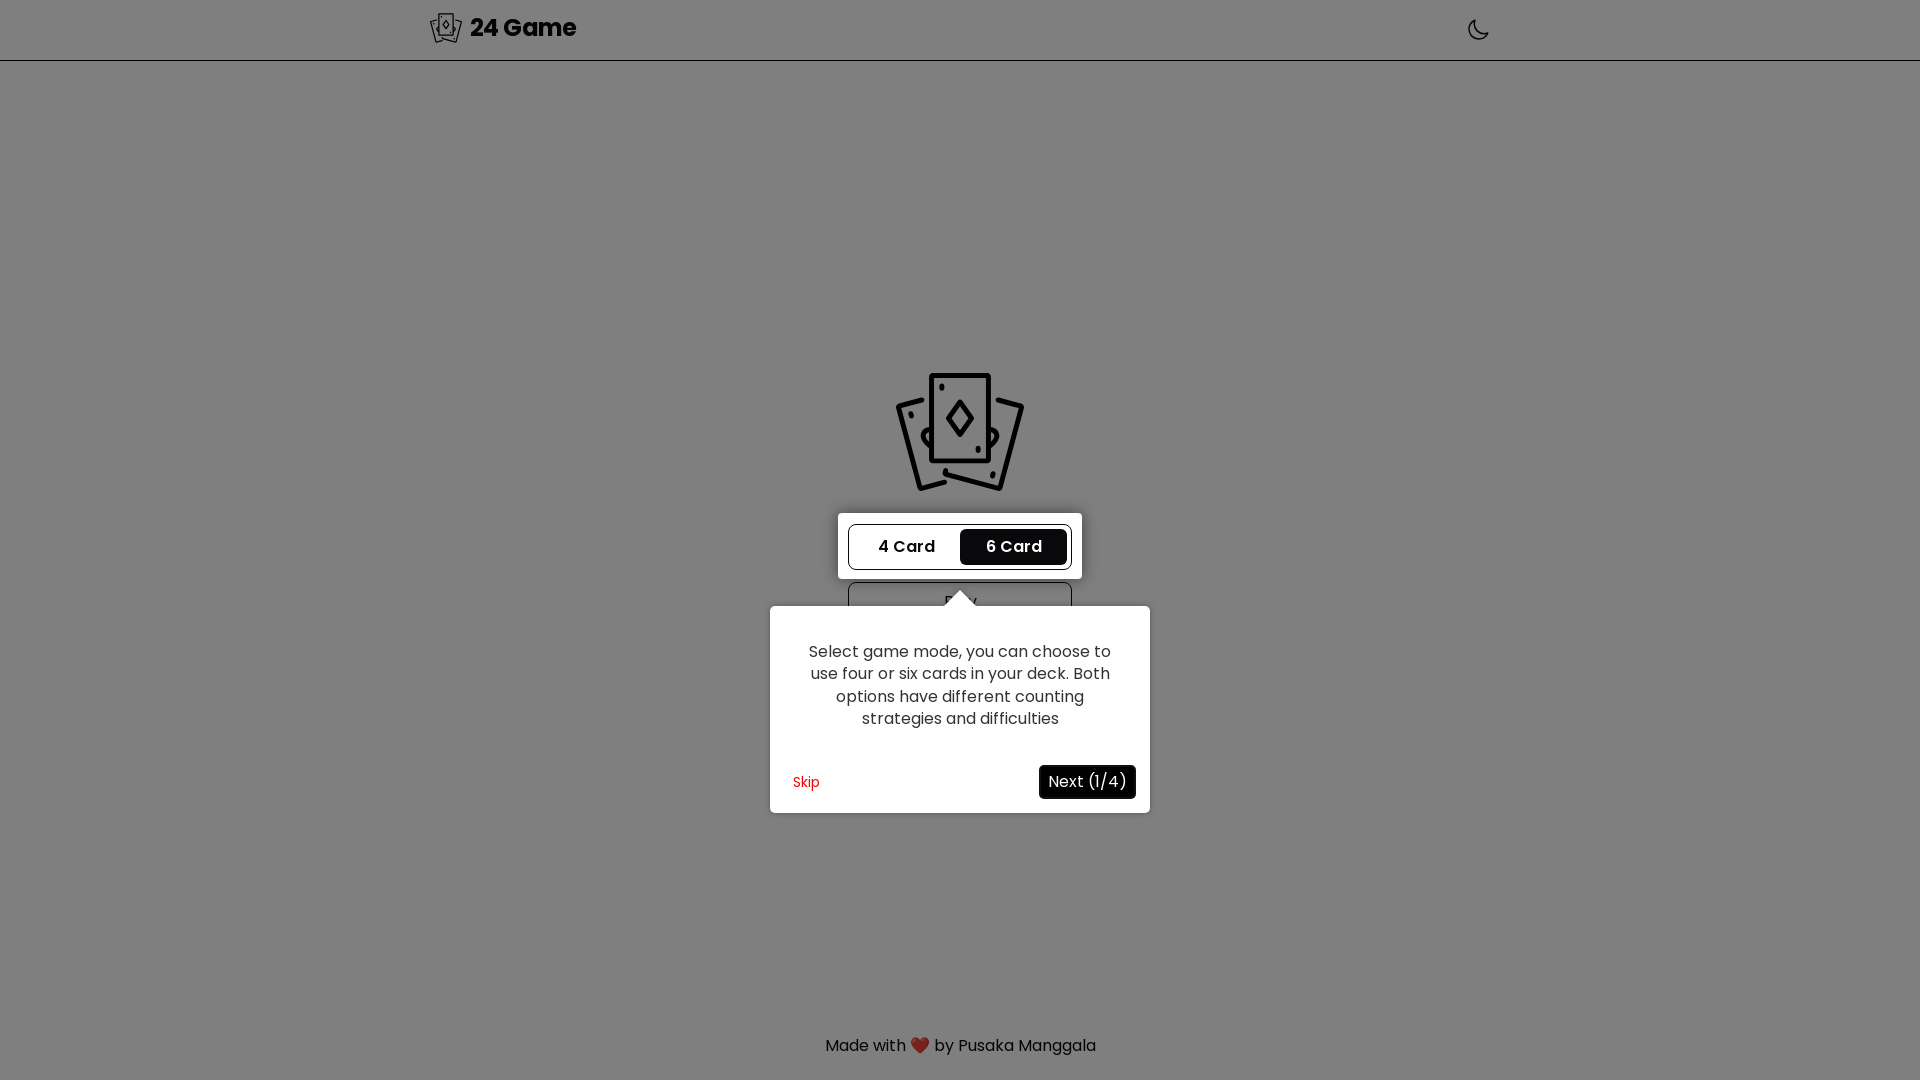 24 Game
4 Card
6 Card
Select game mode, you can choose to
use four or six cards in your deck. Both
options have different counting
strategies and difficulties
Skip
Next (1/4)
Made with ❤️ by Pusaka Manggala